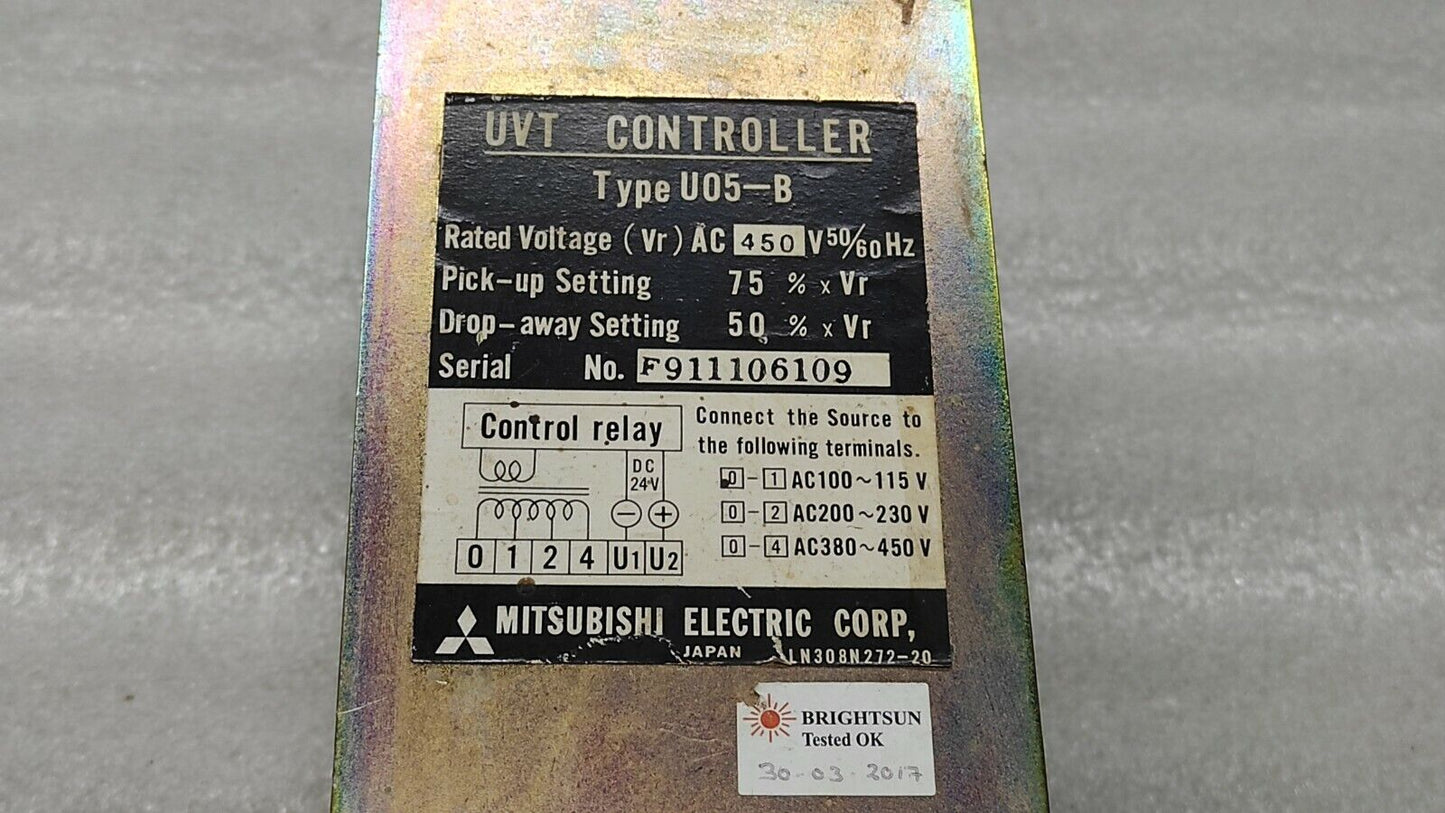 UVT CONTROLLER
Type U05-B
Rated Voltage (Vr) AC 450 V 50/60 Hz
Pick-up Setting 75 % x Vr
Drop-away Setting 50 % x Vr
Serial No. F911106109
Control relay
DC
24V
- +
0 1 2 4 U1 U2
Connect the Source to
the following terminals.
0 - 1 AC100~115 V
0 - 2 AC200~230 V
0 - 4 AC380~450 V
MITSUBISHI ELECTRIC CORP,
JAPAN LN308N272-20
BRIGHTSUN
Tested OK
30-03-2017